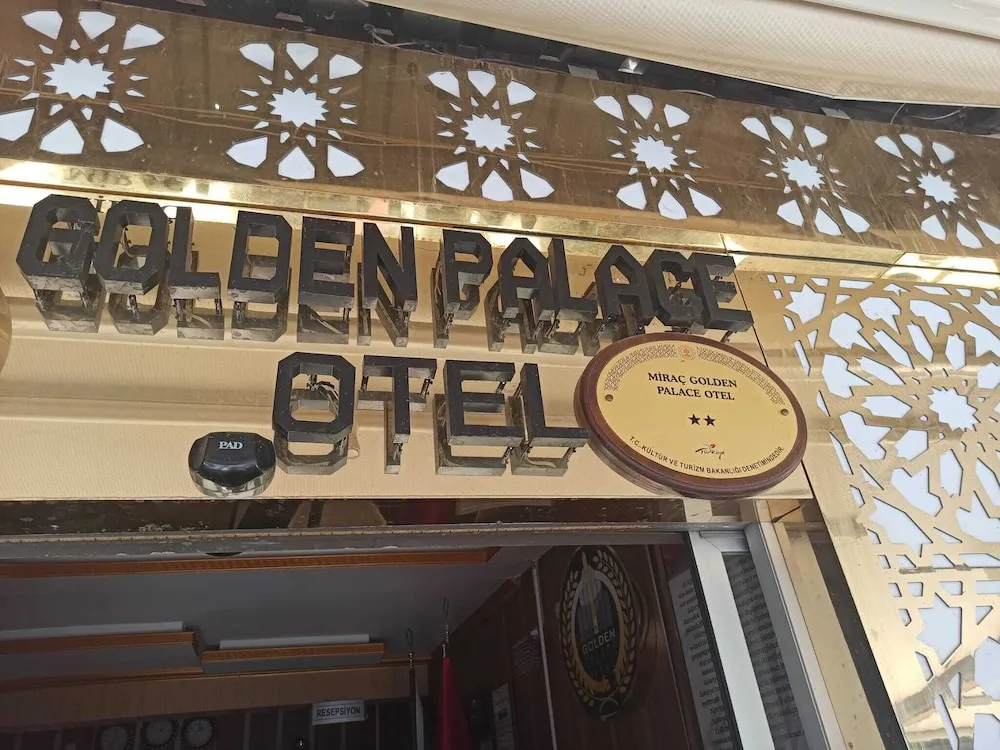 GOLDEN PALACE
OTEL
MİRAÇ GOLDEN
PALACE OTEL
T.C. KÜLTÜR VE TURİZM BAKANLIĞI DENETİMİNDEDİR.
Türkiye
PAD
GOLDEN
RESEPSİYON